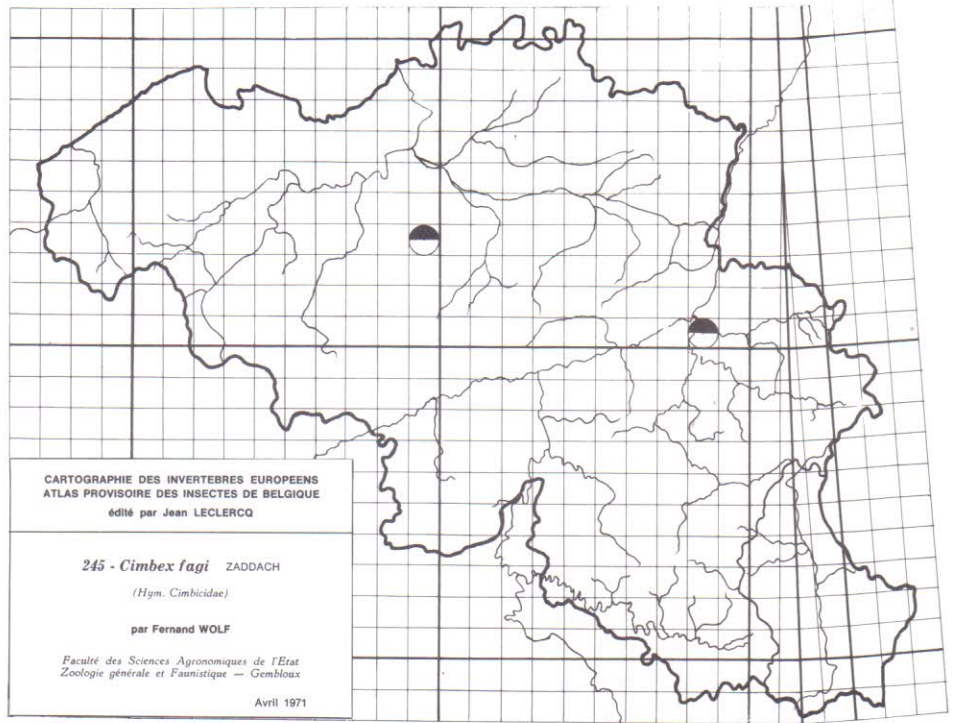 CARTOGRAPHIE DES INVERTEBRES EUROPEENS
ATLAS PROVISOIRE DES INSECTES DE BELGIQUE
édité par Jean LECLERCQ
245 - Cimbex fagi ZADDACH
(Hym. Cimbicidae)
par Fernand WOLF
Faculté des Sciences Agronomiques de l'Etat
Zoologie générale et Faunistique — Gembloux
Avril 1971